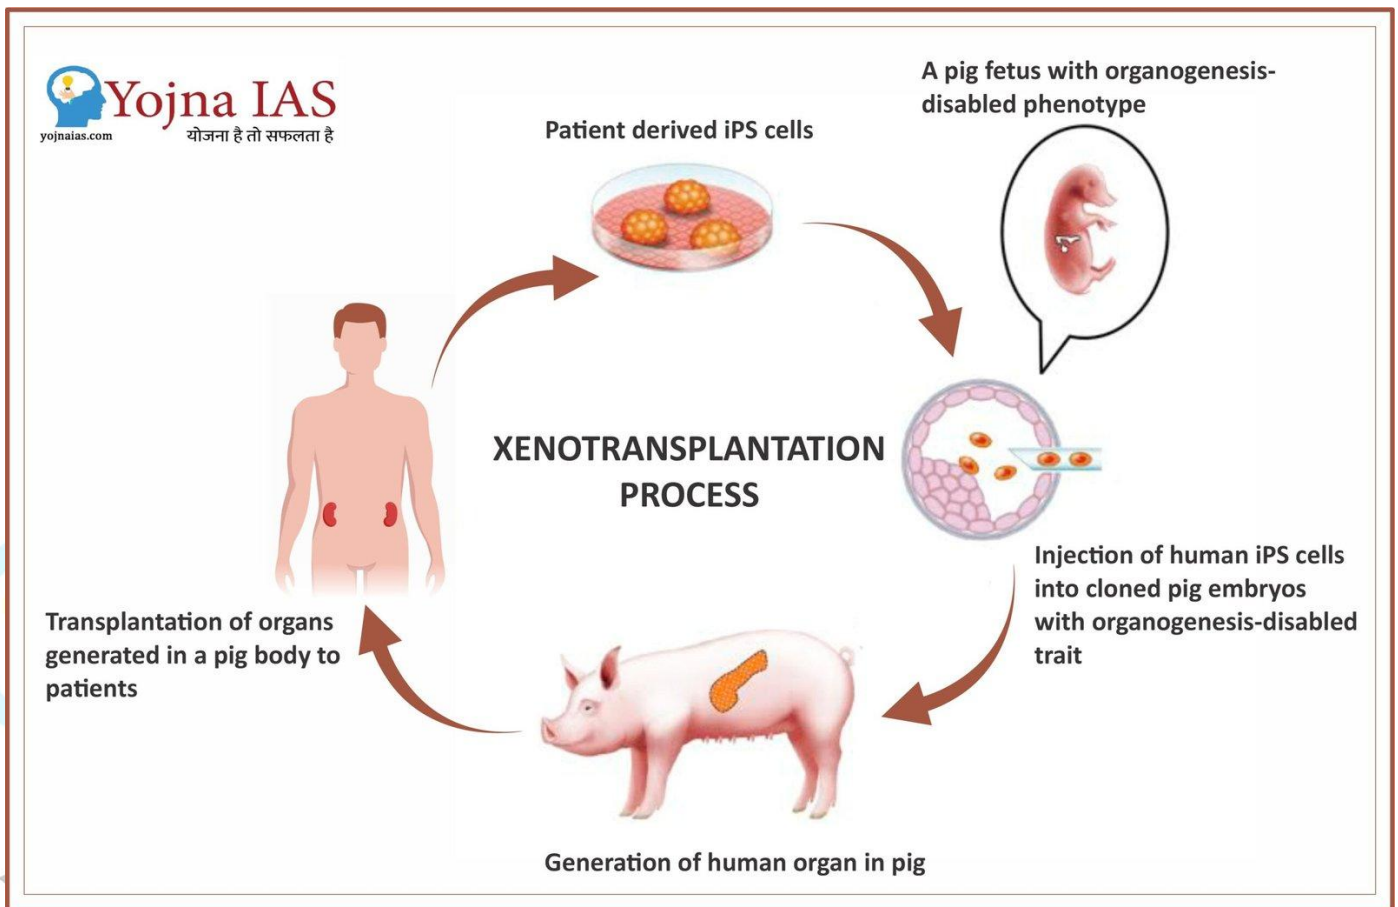 Yojna IAS
yojnaias.com
योजना है तो सफलता है
A pig fetus with organogenesis-
disabled phenotype
Patient derived iPS cells
XENOTRANSPLANTATION
PROCESS
Injection of human iPS cells
into cloned pig embryos
with organogenesis-disabled
trait
Transplantation of organs
generated in a pig body to
patients
Generation of human organ in pig